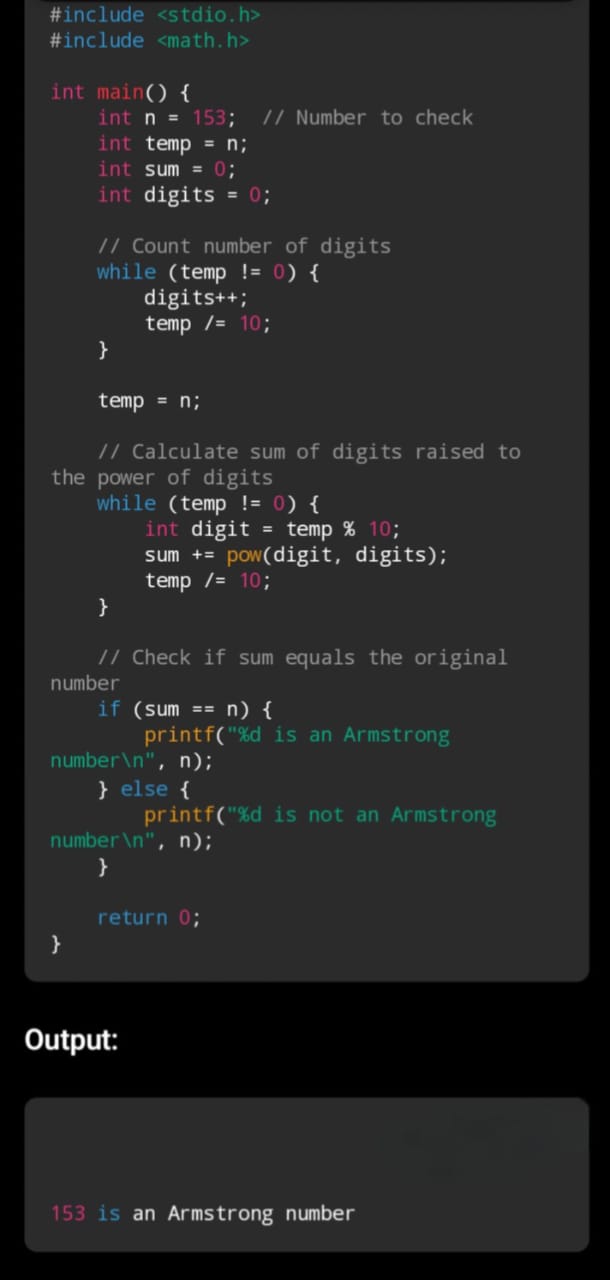 #include <stdio.h>
#include <math.h>

int main() {
    int n = 153;  // Number to check
    int temp = n;
    int sum = 0;
    int digits = 0;

    // Count number of digits
    while (temp != 0) {
        digits++;
        temp /= 10;
    }

    temp = n;

    // Calculate sum of digits raised to
the power of digits
    while (temp != 0) {
        int digit = temp % 10;
        sum += pow(digit, digits);
        temp /= 10;
    }

    // Check if sum equals the original
number
    if (sum == n) {
        printf("%d is an Armstrong
number\n", n);
    } else {
        printf("%d is not an Armstrong
number\n", n);
    }

    return 0;
}

Output:

153 is an Armstrong number